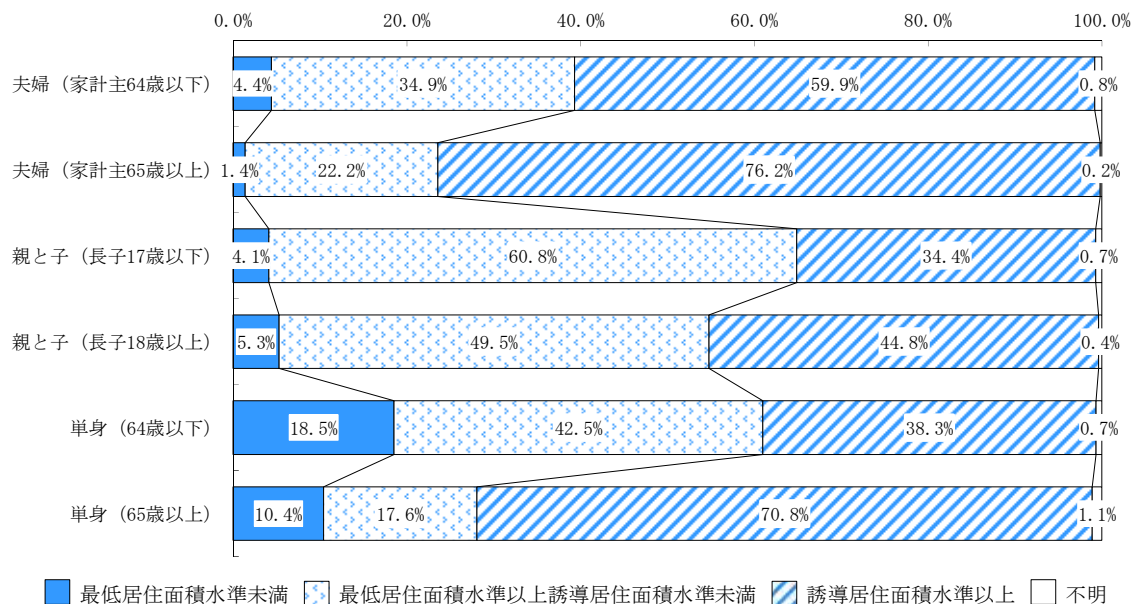 0.0% 20.0% 40.0% 60.0% 80.0% 100.0%
夫婦（家計主64歳以下） 4.4% 34.9% 59.9% 0.8%
夫婦（家計主65歳以上） 1.4% 22.2% 76.2% 0.2%
親と子（長子17歳以下） 4.1% 60.8% 34.4% 0.7%
親と子（長子18歳以上） 5.3% 49.5% 44.8% 0.4%
単身（64歳以下） 18.5% 42.5% 38.3% 0.7%
単身（65歳以上） 10.4% 17.6% 70.8% 1.1%
最低居住面積水準未満 最低居住面積水準以上誘導居住面積水準未満 誘導居住面積水準以上 不明